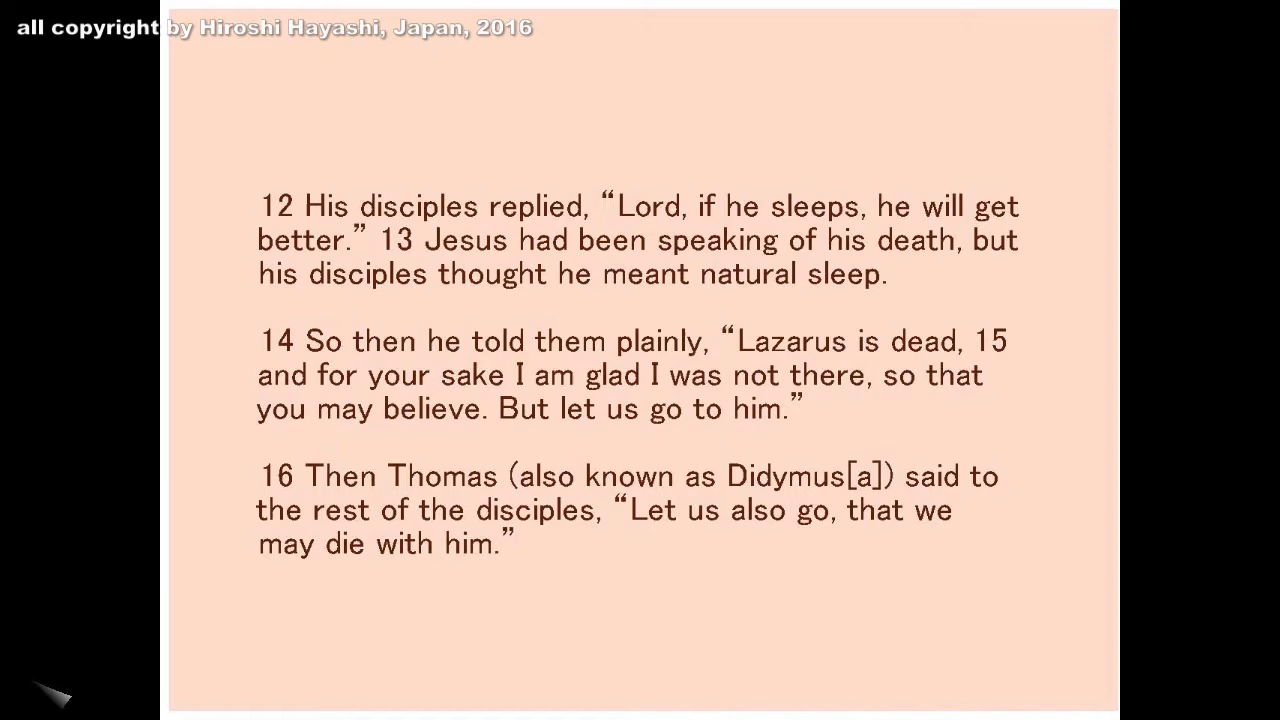 all copyright by Hiroshi Hayashi, Japan, 2016
12 His disciples replied, “Lord, if he sleeps, he will get
better.” 13 Jesus had been speaking of his death, but
his disciples thought he meant natural sleep.
14 So then he told them plainly, “Lazarus is dead, 15
and for your sake I am glad I was not there, so that
you may believe. But let us go to him.”
16 Then Thomas (also known as Didymus[a]) said to
the rest of the disciples, “Let us also go, that we
may die with him.”